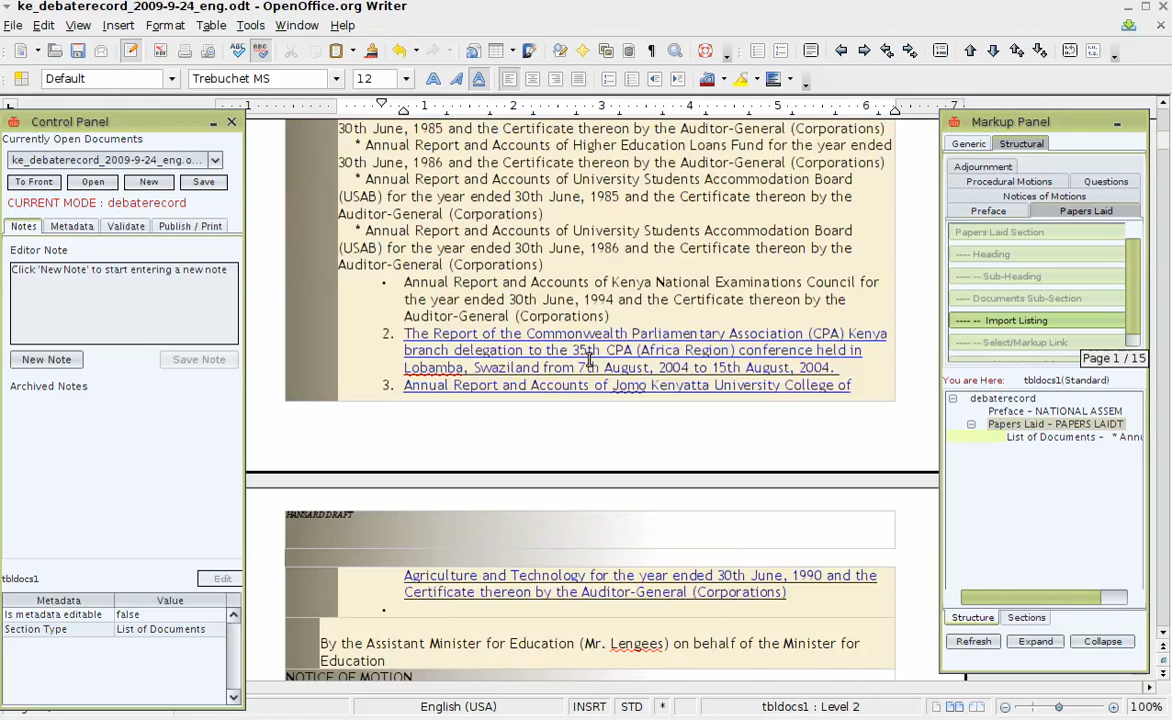 ke_debaterecord_2009-9-24_eng.odt - OpenOffice.org Writer
File Edit View Insert Format Table Tools Window Help
Default Trebuchet MS 12
1 1 2 3 4 5 6 7
Control Panel
Currently Open Documents
ke_debaterecord_2009-9-24_eng.o...
To Front Open New Save
CURRENT MODE : debaterecord
Notes Metadata Validate Publish / Print
Editor Note
Click 'New Note' to start entering a new note
New Note Save Note
Archived Notes
tbldocs1 Edit
Metadata Value
Is metadata editable false
Section Type List of Documents
30th June, 1985 and the Certificate thereon by the Auditor-General (Corporations)
* Annual Report and Accounts of Higher Education Loans Fund for the year ended
30th June, 1986 and the Certificate thereon by the Auditor-General (Corporations)
* Annual Report and Accounts of University Students Accommodation Board
(USAB) for the year ended 30th June, 1985 and the Certificate thereon by the
Auditor-General (Corporations)
* Annual Report and Accounts of University Students Accommodation Board
(USAB) for the year ended 30th June, 1986 and the Certificate thereon by the
Auditor-General (Corporations)
• Annual Report and Accounts of Kenya National Examinations Council for
the year ended 30th June, 1994 and the Certificate thereon by the
Auditor-General (Corporations)
2. The Report of the Commonwealth Parliamentary Association (CPA) Kenya
branch delegation to the 35th CPA (Africa Region) conference held in
Lobamba, Swaziland from 7th August, 2004 to 15th August, 2004.
3. Annual Report and Accounts of Jomo Kenyatta University College of
HANSARD DRAFT
Agriculture and Technology for the year ended 30th June, 1990 and the
Certificate thereon by the Auditor-General (Corporations)
•
By the Assistant Minister for Education (Mr. Lengees) on behalf of the Minister for
Education
NOTICE OF MOTION
Markup Panel
Generic Structural
Adjournment
Procedural Motions Questions
Notices of Motions
Preface Papers Laid
Papers Laid Section
---- Heading
---- -- Sub-Heading
---- Documents Sub-Section
---- -- Import Listing
---- -- Select/Markup Link
Page 1 / 15
You are Here: tbldocs1(Standard)
debaterecord
Preface - NATIONAL ASSEM
Papers Laid - PAPERS LAIDT
List of Documents - * Annu
Structure Sections
Refresh Expand Collapse
English (USA) INSRT STD * tbldocs1 : Level 2 100%